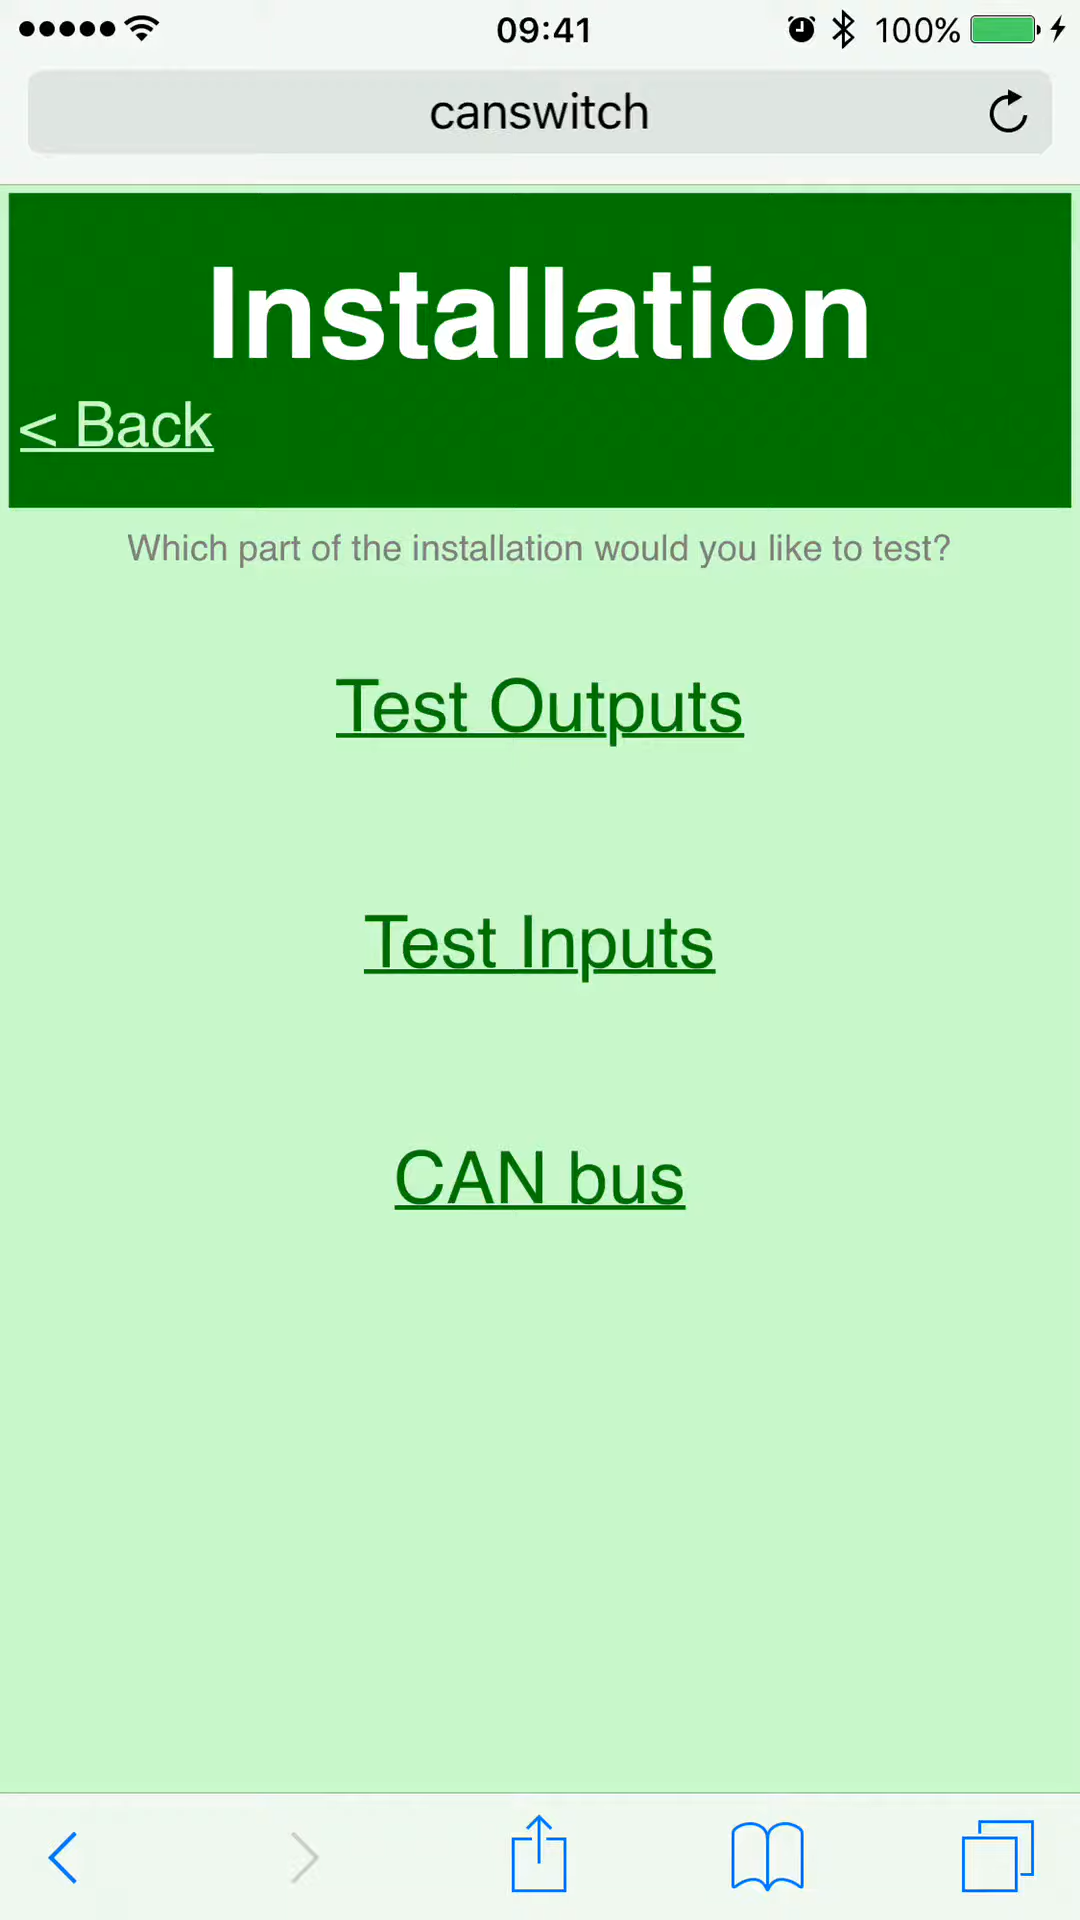 09:41
100%
canswitch
Installation
< Back
Which part of the installation would you like to test?
Test Outputs
Test Inputs
CAN bus